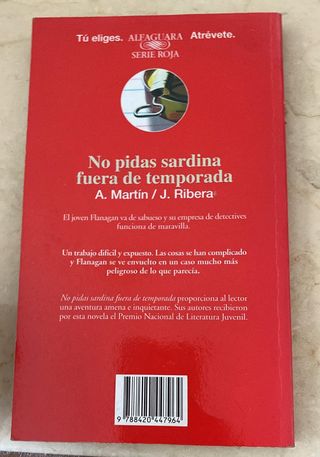 Tú eliges. ALFAGUARA Atrévete.
SERIE ROJA
No pidas sardina
fuera de temporada
A. Martín / J. Ribera
El joven Flanagan va de sabueso y su empresa de detectives
funciona de maravilla.
Un trabajo difícil y expuesto. Las cosas se han complicado
y Flanagan se ve envuelto en un caso mucho más
peligroso de lo que parecía.
No pidas sardina fuera de temporada proporciona al lector
una aventura amena e inquietante. Sus autores recibieron
por esta novela el Premio Nacional de Literatura Juvenil.
9 788420 447964